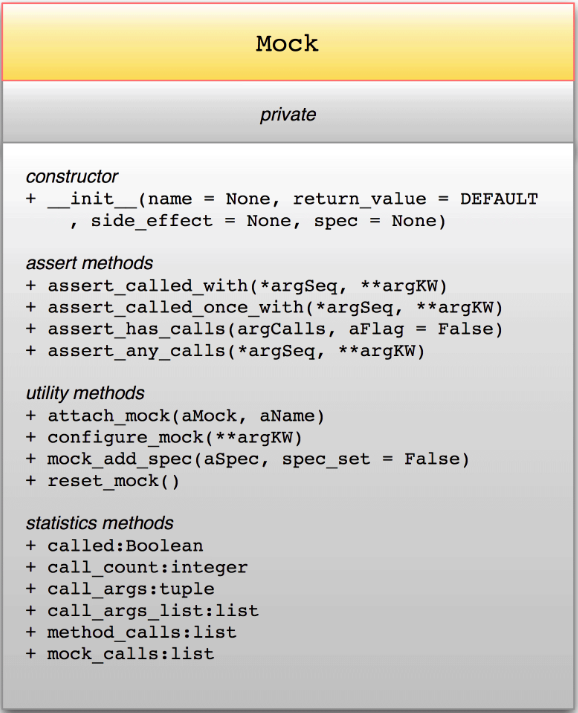 Mock
private
constructor
+ __init__(name = None, return_value = DEFAULT
, side_effect = None, spec = None)
assert methods
+ assert_called_with(*argSeq, **argKW)
+ assert_called_once_with(*argSeq, **argKW)
+ assert_has_calls(argCalls, aFlag = False)
+ assert_any_calls(*argSeq, **argKW)
utility methods
+ attach_mock(aMock, aName)
+ configure_mock(**argKW)
+ mock_add_spec(aSpec, spec_set = False)
+ reset_mock()
statistics methods
+ called:Boolean
+ call_count:integer
+ call_args:tuple
+ call_args_list:list
+ method_calls:list
+ mock_calls:list